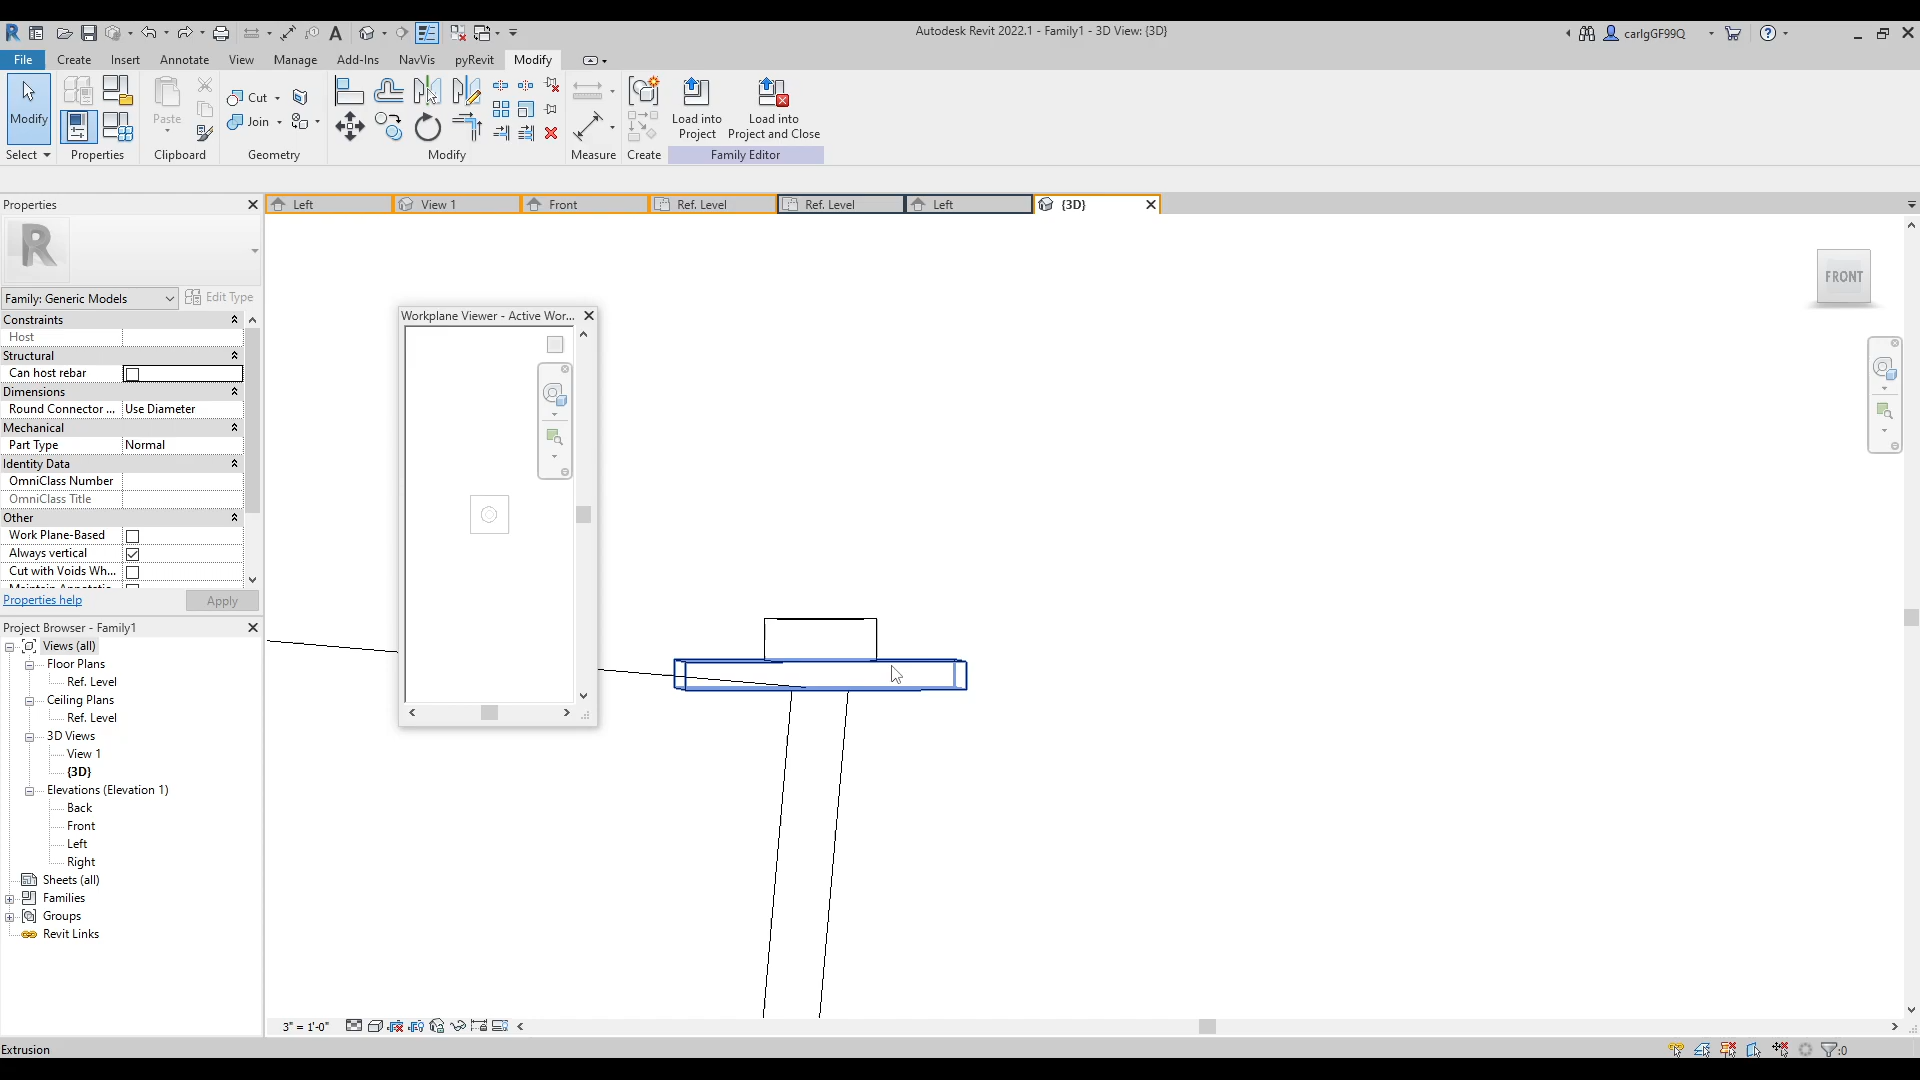 Autodesk Revit 2022.1 - Family1 - 3D View: {3D}
carlgGF99Q
File
Create
Insert
Annotate
View
Manage
Add-Ins
NavVis
pyRevit
Modify
Modify
Paste
Cut
Join
Load into
Project
Load into
Project and Close
Select
Properties
Clipboard
Geometry
Modify
Measure
Create
Family Editor
Properties
Left
View 1
Front
Ref. Level
Ref. Level
Left
{3D}
Family: Generic Models
Edit Type
Constraints
Host
Structural
Can host rebar
Dimensions
Round Connector ...
Use Diameter
Mechanical
Part Type
Normal
Identity Data
OmniClass Number
OmniClass Title
Other
Work Plane-Based
Always vertical
Cut with Voids Wh...
Properties help
Apply
Project Browser - Family1
Views (all)
Floor Plans
Ref. Level
Ceiling Plans
Ref. Level
3D Views
View 1
{3D}
Elevations (Elevation 1)
Back
Front
Left
Right
Sheets (all)
Families
Groups
Revit Links
Workplane Viewer - Active Wor...
FRONT
3" = 1'-0"
Extrusion
:0